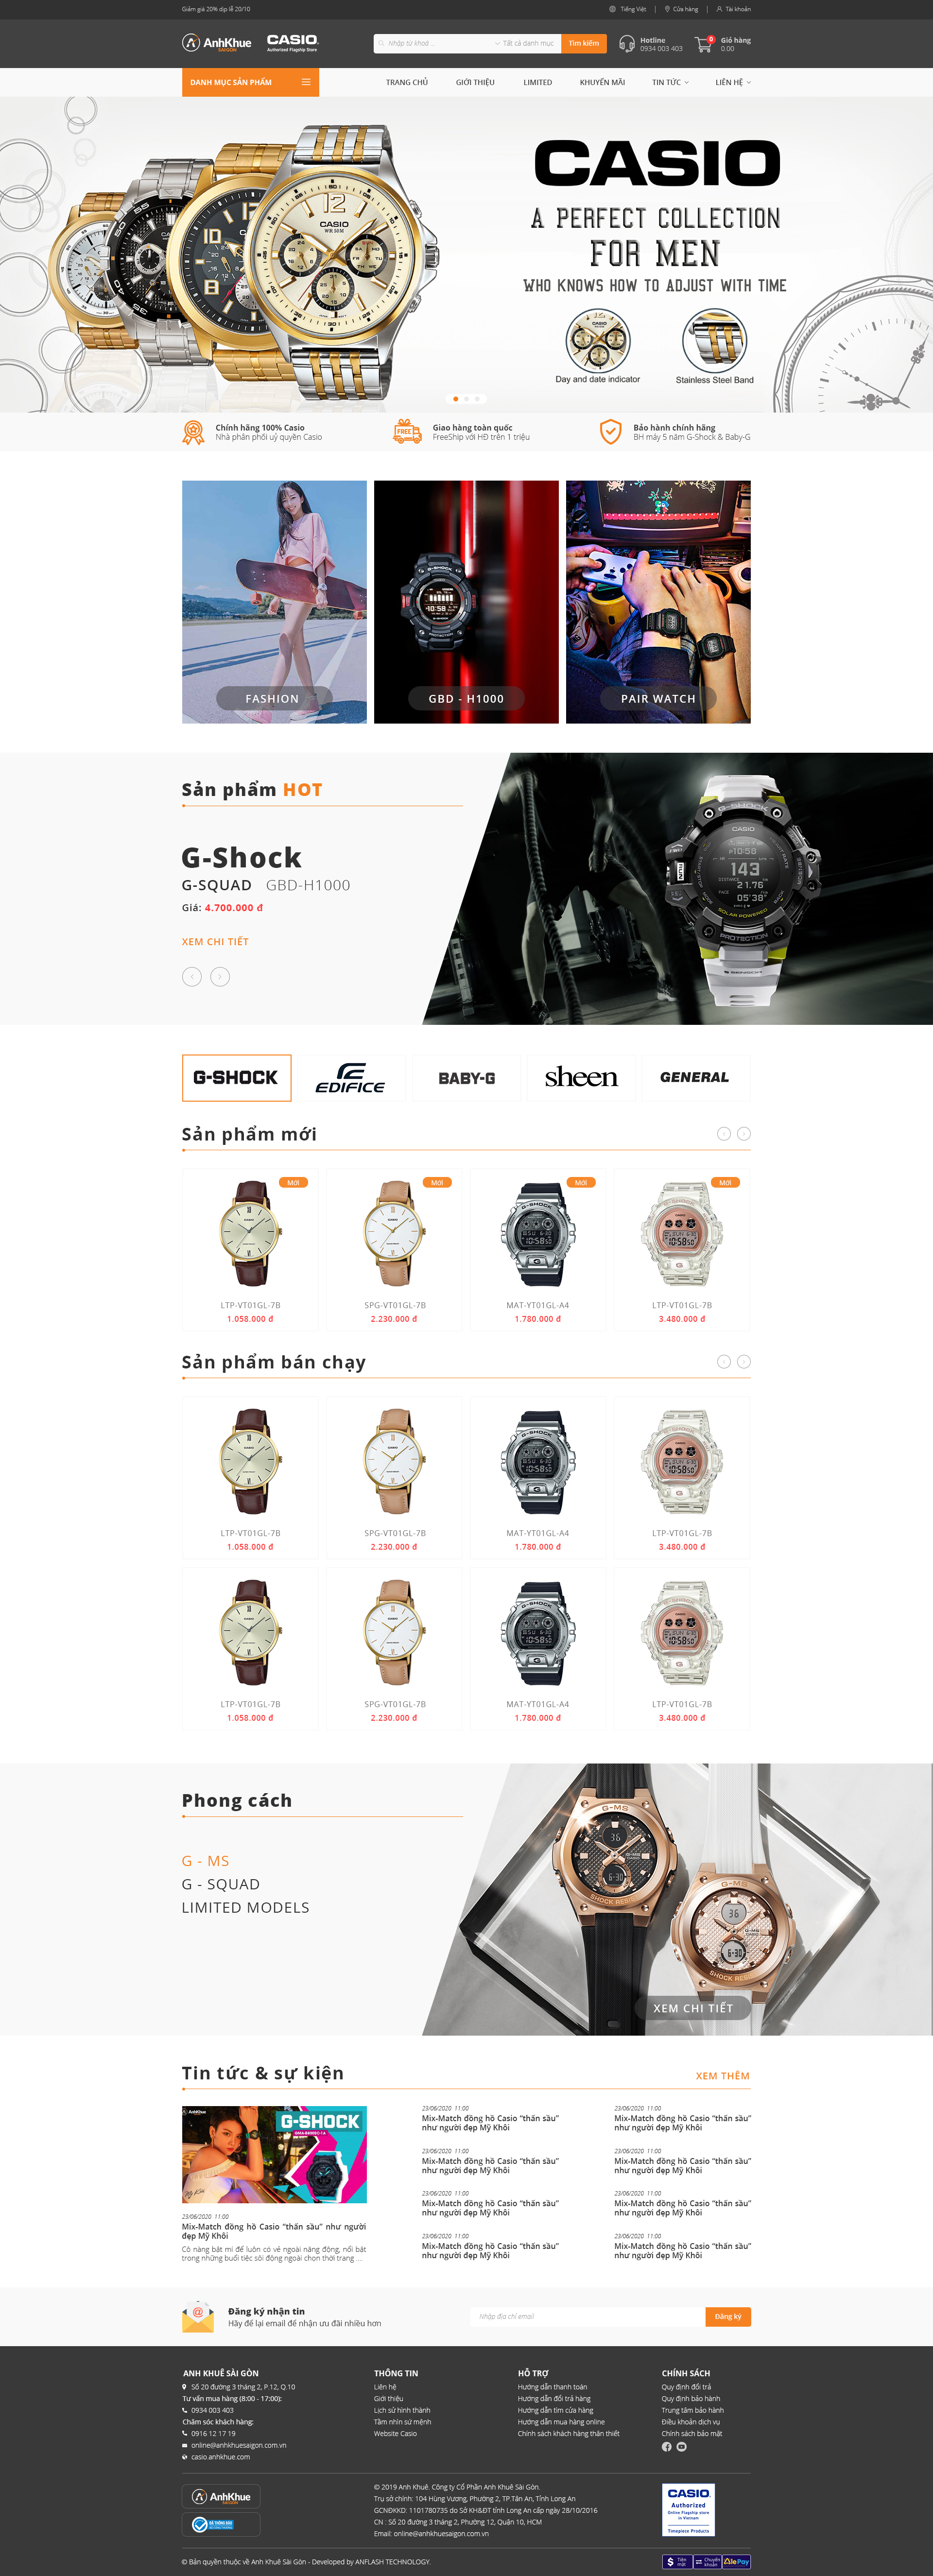 Giảm giá 20% dịp lễ 20/10
Tiếng Việt
Cửa hàng
Tài khoản
AnhKhue
SAIGON
CASIO
Authorized Flagship Store
Nhập từ khoá ...
Tất cả danh mục
Tìm kiếm
Hotline
0934 003 403
0
Giỏ hàng
0.00
DANH MỤC SẢN PHẨM
TRANG CHỦ
GIỚI THIỆU
LIMITED
KHUYẾN MÃI
TIN TỨC
LIÊN HỆ
CASIO
A PERFECT COLLECTION
FOR MEN
WHO KNOWS HOW TO ADJUST WITH TIME
Day and date indicator
Stainless Steel Band
CASIO
WR 50M
Chính hãng 100% Casio
Nhà phân phối uỷ quyền Casio
FREE
Giao hàng toàn quốc
FreeShip với HĐ trên 1 triệu
Bảo hành chính hãng
BH máy 5 năm G-Shock & Baby-G
FASHION
GBD - H1000
PAIR WATCH
Sản phẩm HOT
G-Shock
G-SQUAD GBD-H1000
Giá: 4.700.000 đ
XEM CHI TIẾT
G-SHOCK
CASIO
143
21.76
05'38"
SOLAR POWERED
PROTECTION
G-SHOCK
EDIFICE
BABY-G
sheen
GENERAL
Sản phẩm mới
Mới
Mới
Mới
Mới
LTP-VT01GL-7B
1.058.000 đ
SPG-VT01GL-7B
2.230.000 đ
MAT-YT01GL-A4
1.780.000 đ
LTP-VT01GL-7B
3.480.000 đ
Sản phẩm bán chạy
LTP-VT01GL-7B
1.058.000 đ
SPG-VT01GL-7B
2.230.000 đ
MAT-YT01GL-A4
1.780.000 đ
LTP-VT01GL-7B
3.480.000 đ
LTP-VT01GL-7B
1.058.000 đ
SPG-VT01GL-7B
2.230.000 đ
MAT-YT01GL-A4
1.780.000 đ
LTP-VT01GL-7B
3.480.000 đ
Phong cách
G - MS
G - SQUAD
LIMITED MODELS
G-MS
SHOCK RESIST
G-MS
SHOCK RESIST
XEM CHI TIẾT
Tin tức & sự kiện
XEM THÊM
AnhKhue
G-SHOCK
23/06/2020 11:00
Mix-Match đồng hồ Casio "thần sầu" như người
đẹp Mỹ Khôi
Cô nàng bật mí để luôn có vẻ ngoài năng động, nổi bật
trong những buổi tiệc sôi động ngoài chọn thời trang ....
23/06/2020 11:00
Mix-Match đồng hồ Casio "thần sầu"
như người đẹp Mỹ Khôi
23/06/2020 11:00
Mix-Match đồng hồ Casio "thần sầu"
như người đẹp Mỹ Khôi
23/06/2020 11:00
Mix-Match đồng hồ Casio "thần sầu"
như người đẹp Mỹ Khôi
23/06/2020 11:00
Mix-Match đồng hồ Casio "thần sầu"
như người đẹp Mỹ Khôi
23/06/2020 11:00
Mix-Match đồng hồ Casio "thần sầu"
như người đẹp Mỹ Khôi
23/06/2020 11:00
Mix-Match đồng hồ Casio "thần sầu"
như người đẹp Mỹ Khôi
23/06/2020 11:00
Mix-Match đồng hồ Casio "thần sầu"
như người đẹp Mỹ Khôi
23/06/2020 11:00
Mix-Match đồng hồ Casio "thần sầu"
như người đẹp Mỹ Khôi
Đăng ký nhận tin
Hãy để lại email để nhận ưu đãi nhiều hơn
Nhập địa chỉ email
Đăng ký
ANH KHUÊ SÀI GÒN
Số 20 đường 3 tháng 2, P.12, Q.10
Tư vấn mua hàng (8:00 - 17:00):
0934 003 403
Chăm sóc khách hàng:
0916 12 17 19
online@anhkhuesaigon.com.vn
casio.anhkhue.com
THÔNG TIN
Liên hệ
Giới thiệu
Lịch sử hình thành
Tầm nhìn sứ mệnh
Website Casio
HỖ TRỢ
Hướng dẫn thanh toán
Hướng dẫn đổi trả hàng
Hướng dẫn tìm cửa hàng
Hướng dẫn mua hàng online
Chính sách khách hàng thân thiết
CHÍNH SÁCH
Quy định đổi trả
Quy định bảo hành
Trung tâm bảo hành
Điều khoản dịch vụ
Chính sách bảo mật
AnhKhue
SAIGON
ĐÃ THÔNG BÁO
© 2019 Anh Khuê. Công ty Cổ Phần Anh Khuê Sài Gòn.
Trụ sở chính: 104 Hùng Vương, Phường 2, TP.Tân An, Tỉnh Long An
GCNĐKKD: 1101780735 do Sở KH&ĐT tỉnh Long An cấp ngày 28/10/2016
CN : Số 20 đường 3 tháng 2, Phường 12, Quận 10, HCM
Email: online@anhkhuesaigon.com.vn
CASIO
Authorized
Online Flagship store
in Vietnam
Timepiece Products
© Bản quyền thuộc về Anh Khuê Sài Gòn - Developed by ANFLASH TECHNOLOGY.
Tiền
mặt
Chuyển
khoản
AlePay